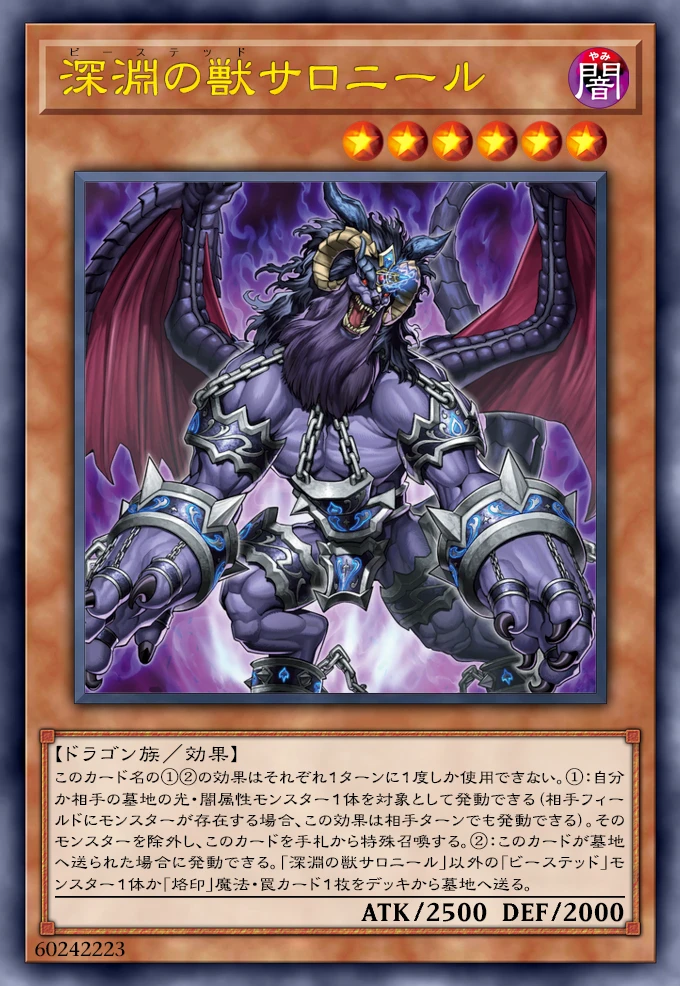 ビーステッド
深淵の獣サロニール
やみ
闇
【ドラゴン族／効果】
このカード名の①②の効果はそれぞれ1ターンに1度しか使用できない。①：自分
か相手の墓地の光・闇属性モンスター1体を対象として発動できる（相手フィー
ルドにモンスターが存在する場合、この効果は相手ターンでも発動できる）。その
モンスターを除外し、このカードを手札から特殊召喚する。②：このカードが墓地
へ送られた場合に発動できる。「深淵の獣サロニール」以外の「ビーステッド」モ
ンスター1体か「烙印」魔法・罠カード1枚をデッキから墓地へ送る。
ATK/2500 DEF/2000
60242223